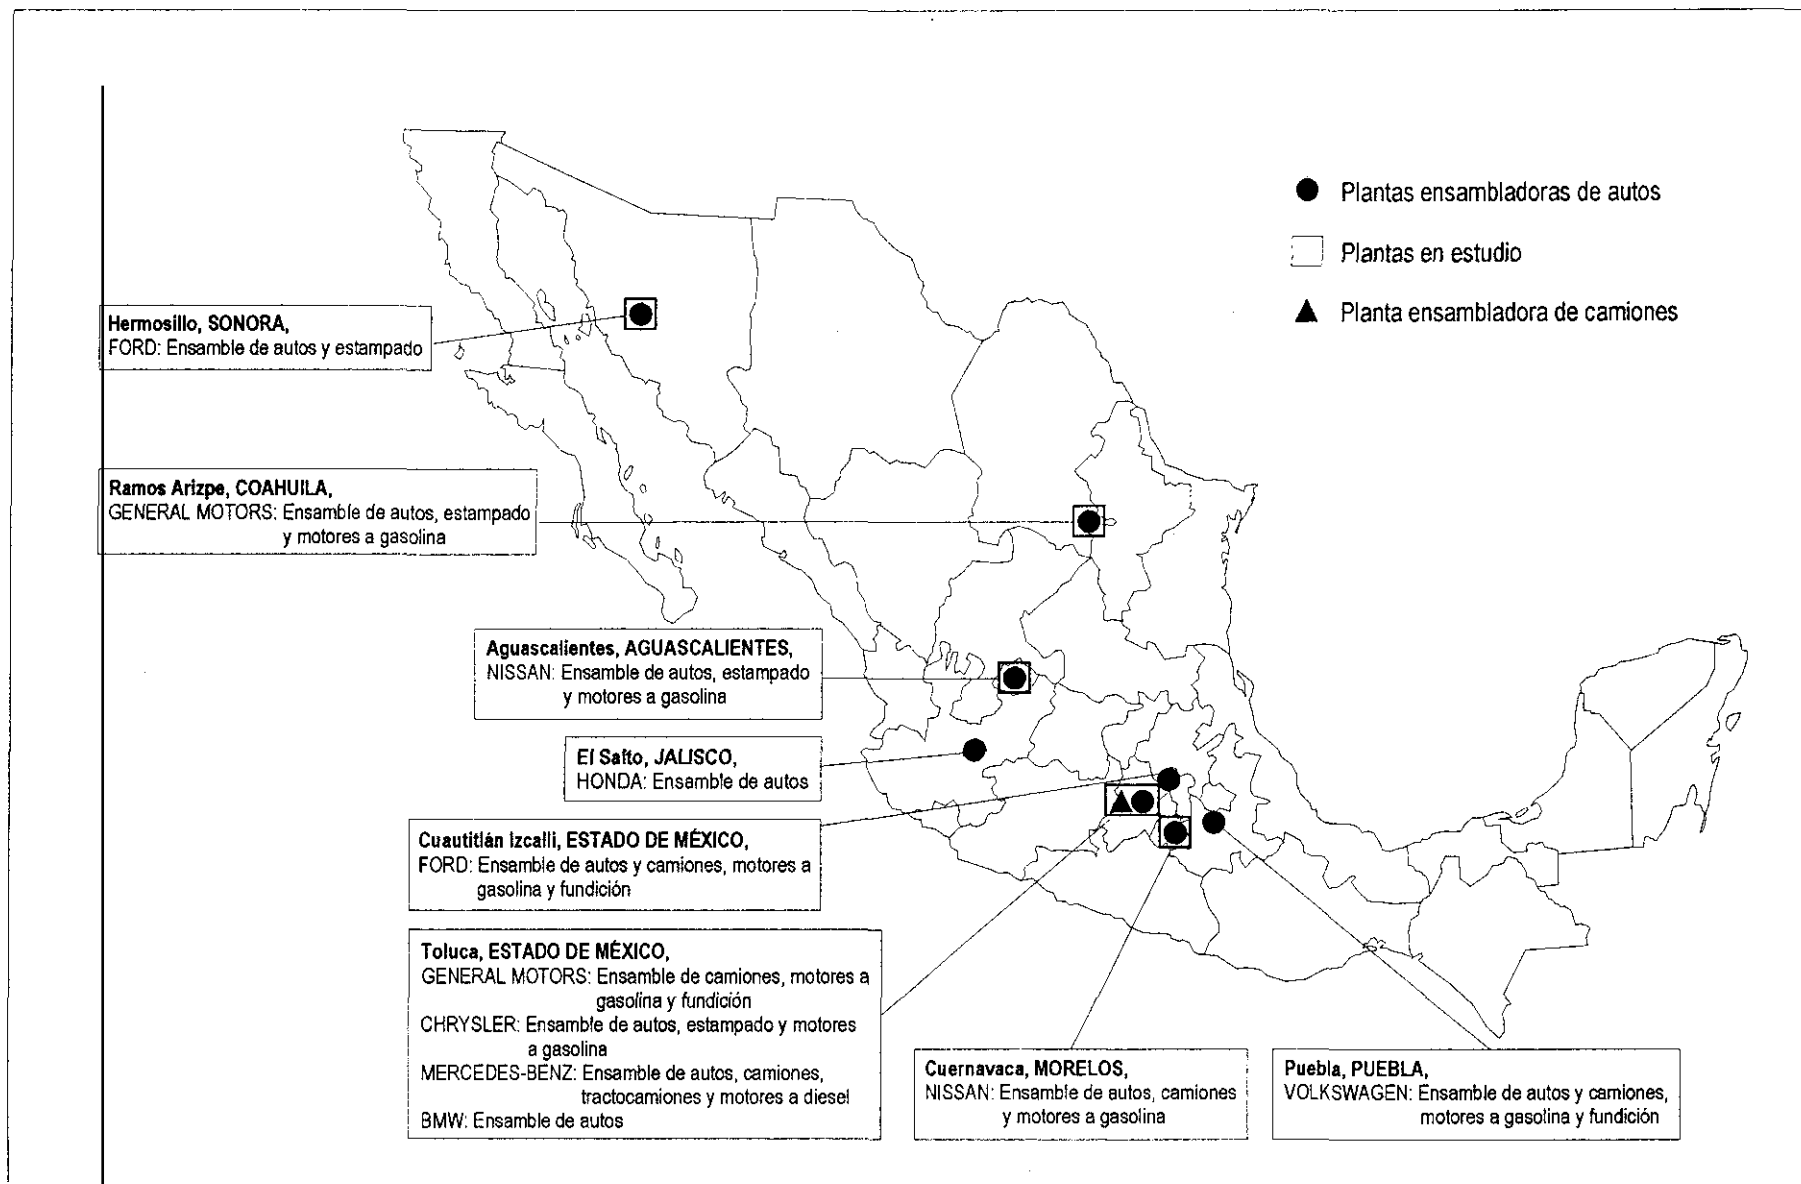 Plantas ensambladoras de autos
Plantas en estudio
Planta ensambladora de camiones
Hermosillo, SONORA,
FORD: Ensamble de autos y estampado
Ramos Arizpe, COAHUILA,
GENERAL MOTORS: Ensamble de autos, estampado
y motores a gasolina
Aguascalientes, AGUASCALIENTES,
NISSAN: Ensamble de autos, estampado
y motores a gasolina
El Salto, JALISCO,
HONDA: Ensamble de autos
Cuautitlán Izcalli, ESTADO DE MÉXICO,
FORD: Ensamble de autos y camiones, motores a
gasolina y fundición
Toluca, ESTADO DE MÉXICO,
GENERAL MOTORS: Ensamble de camiones, motores a
gasolina y fundición
CHRYSLER: Ensamble de autos, estampado y motores
a gasolina
MERCEDES-BENZ: Ensamble de autos, camiones,
tractocamiones y motores a diesel
BMW: Ensamble de autos
Cuernavaca, MORELOS,
NISSAN: Ensamble de autos, camiones
y motores a gasolina
Puebla, PUEBLA,
VOLKSWAGEN: Ensamble de autos y camiones,
motores a gasolina y fundición